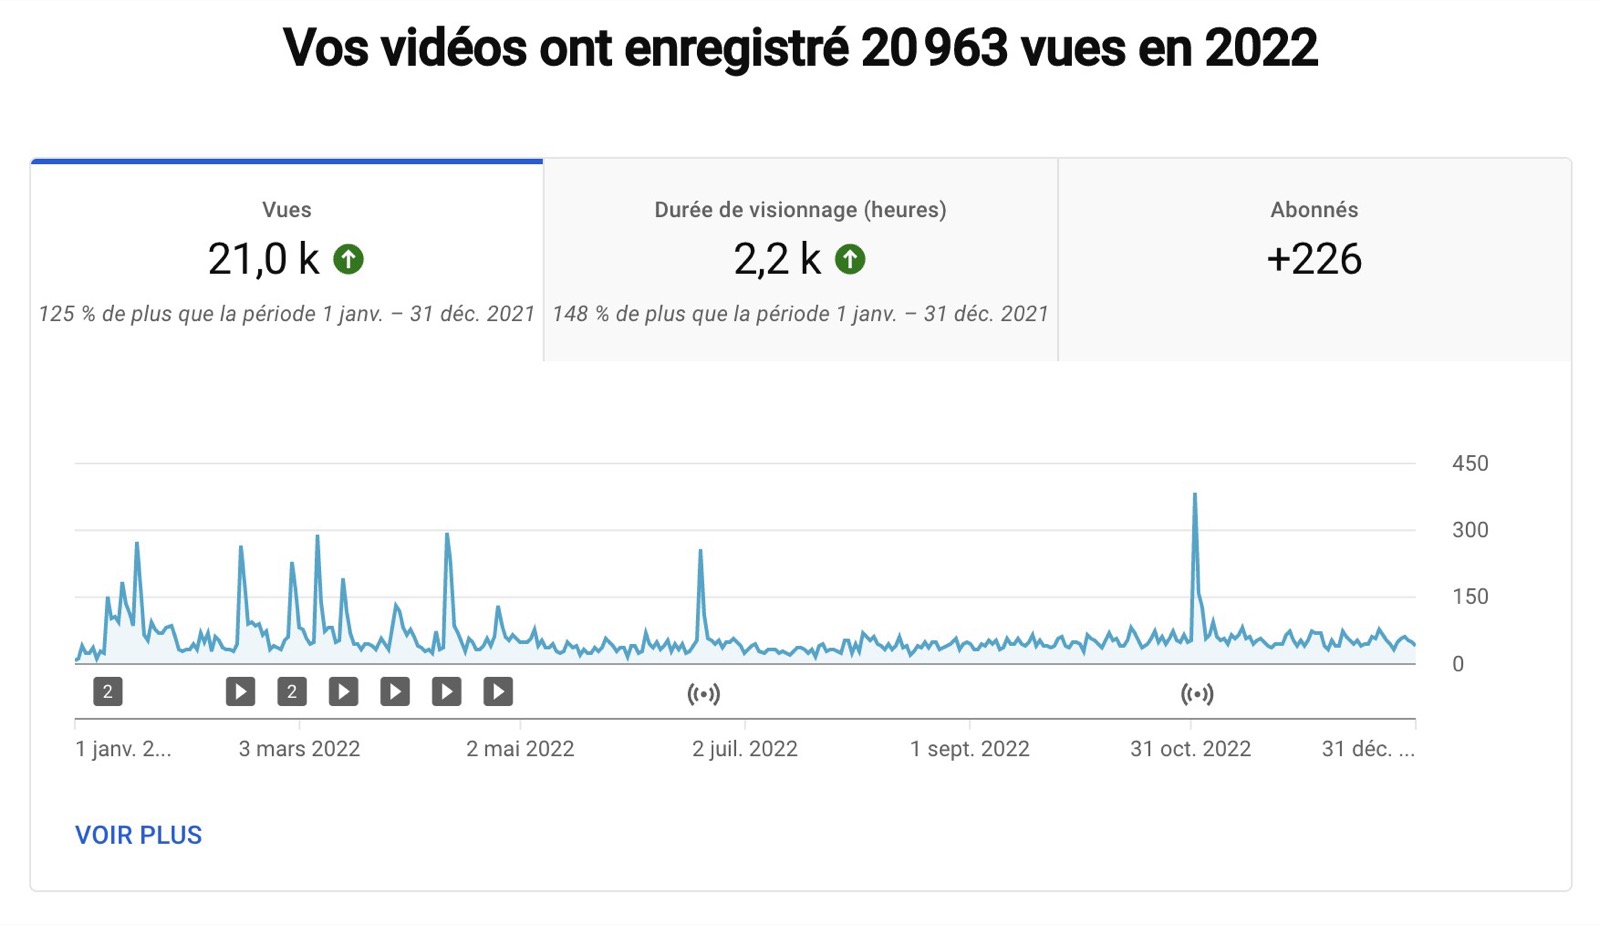 Vos vidéos ont enregistré 20 963 vues en 2022
Vues
21,0 k
125 % de plus que la période 1 janv. – 31 déc. 2021
Durée de visionnage (heures)
2,2 k
148 % de plus que la période 1 janv. – 31 déc. 2021
Abonnés
+226
450
300
150
0
2
2
1 janv. 2...
3 mars 2022
2 mai 2022
2 juil. 2022
1 sept. 2022
31 oct. 2022
31 déc. ...
VOIR PLUS